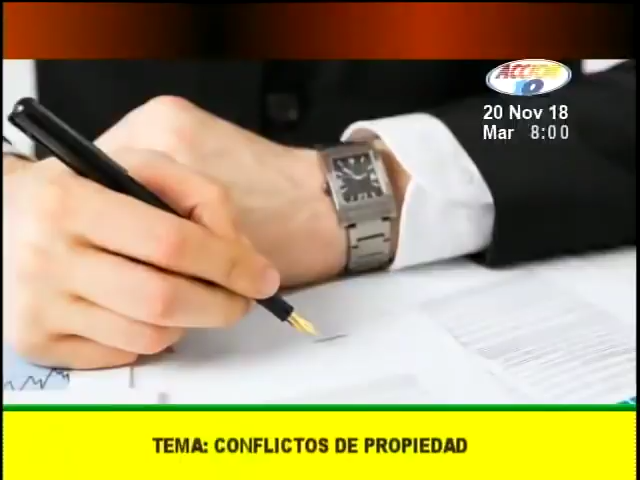 ACCION
10
20 Nov 18
Mar 8:00
TEMA: CONFLICTOS DE PROPIEDAD